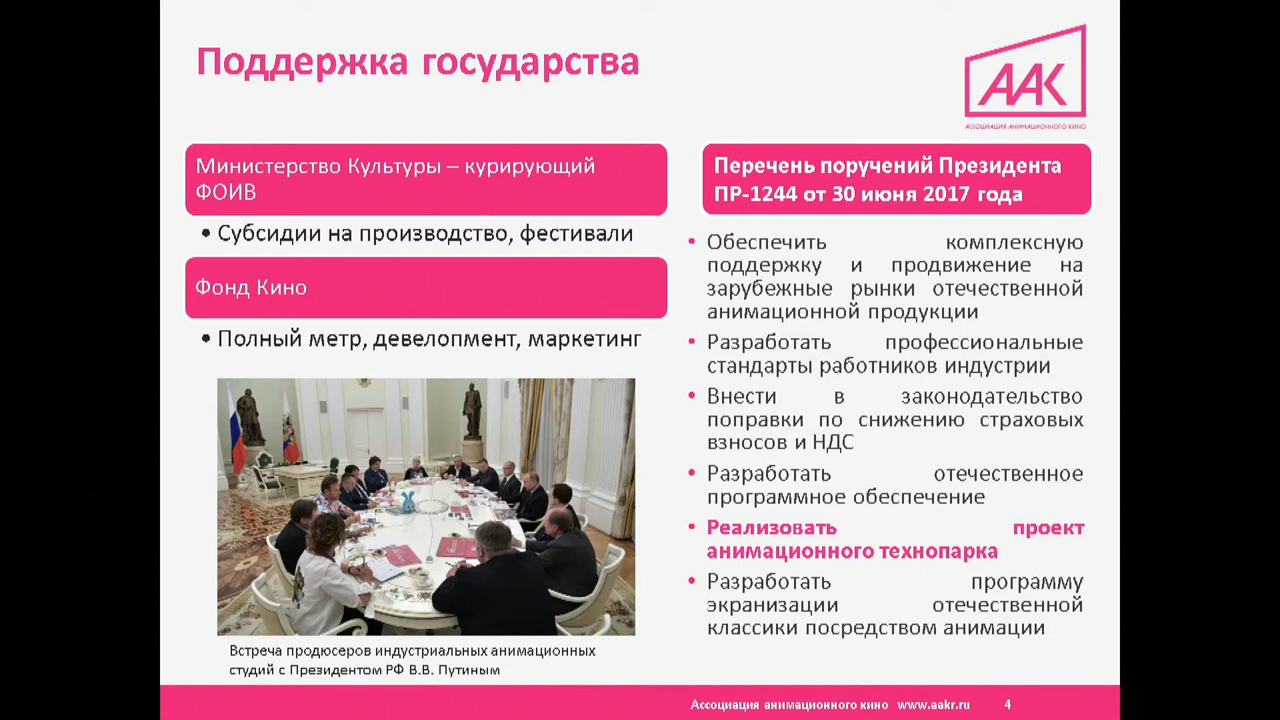 Поддержка государства
ААК
АССОЦИАЦИЯ АНИМАЦИОННОГО КИНО
Министерство Культуры – курирующий
ФОИВ
• Субсидии на производство, фестивали
Фонд Кино
• Полный метр, девелопмент, маркетинг
Встреча продюсеров индустриальных анимационных
студий с Президентом РФ В.В. Путиным
Перечень поручений Президента
ПР-1244 от 30 июня 2017 года
• Обеспечить комплексную
поддержку и продвижение на
зарубежные рынки отечественной
анимационной продукции
• Разработать профессиональные
стандарты работников индустрии
• Внести в законодательство
поправки по снижению страховых
взносов и НДС
• Разработать отечественное
программное обеспечение
• Реализовать проект
анимационного технопарка
• Разработать программу
экранизации отечественной
классики посредством анимации
Ассоциация анимационного кино www.aakr.ru 4